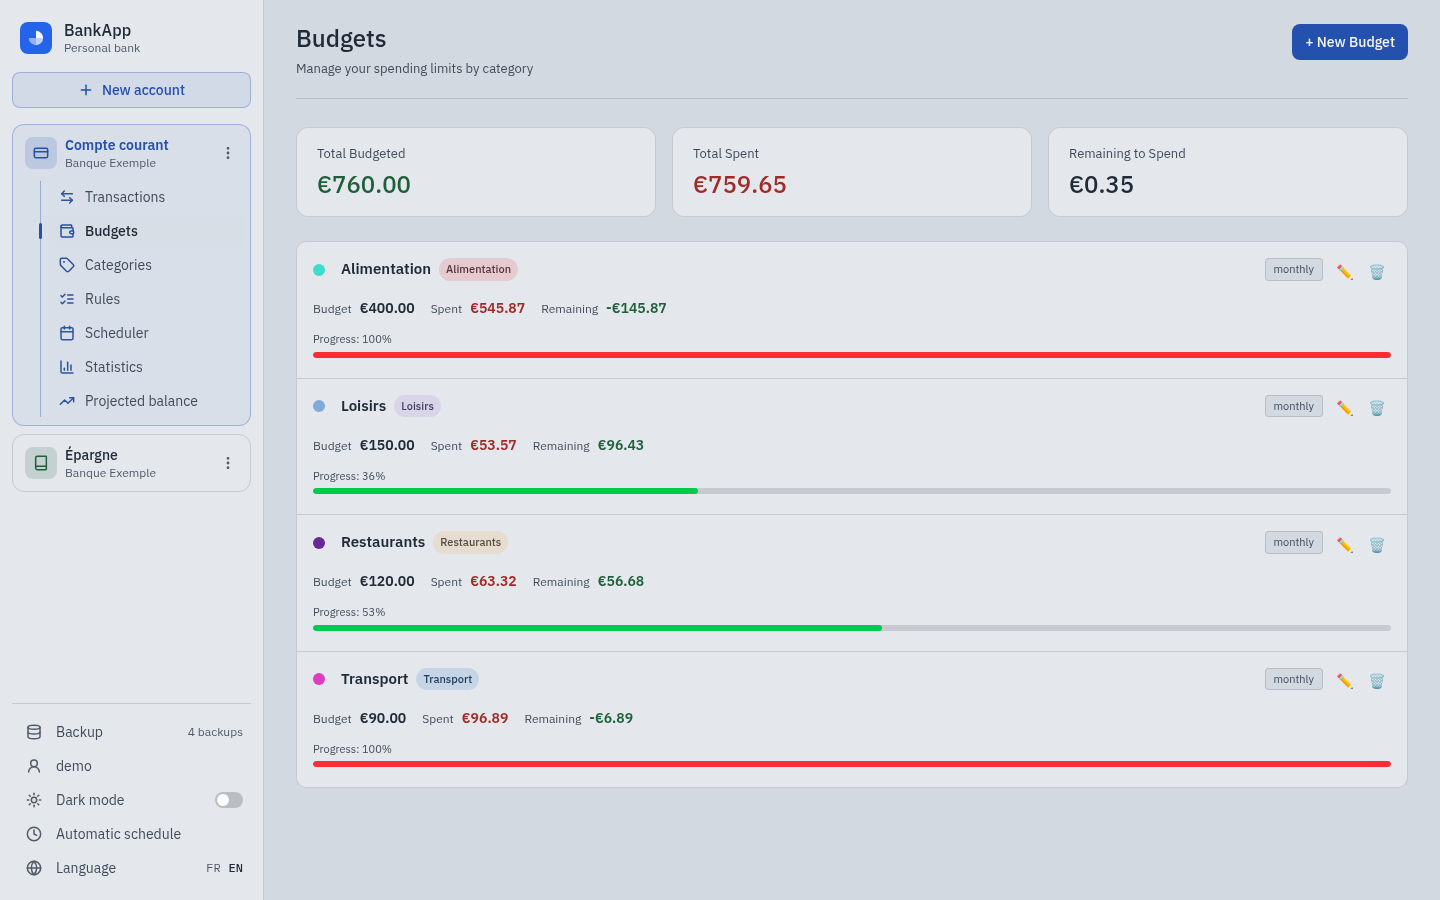 BankApp
Personal bank
New account
Compte courant
Banque Exemple
Transactions
Budgets
Categories
Rules
Scheduler
Statistics
Projected balance
Épargne
Banque Exemple
Backup 4 backups
demo
Dark mode
Automatic schedule
Language FR EN
Budgets
Manage your spending limits by category
+ New Budget
Total Budgeted
€760.00
Total Spent
€759.65
Remaining to Spend
€0.35
Alimentation Alimentation monthly
Budget €400.00 Spent €545.87 Remaining -€145.87
Progress: 100%
Loisirs Loisirs monthly
Budget €150.00 Spent €53.57 Remaining €96.43
Progress: 36%
Restaurants Restaurants monthly
Budget €120.00 Spent €63.32 Remaining €56.68
Progress: 53%
Transport Transport monthly
Budget €90.00 Spent €96.89 Remaining -€6.89
Progress: 100%